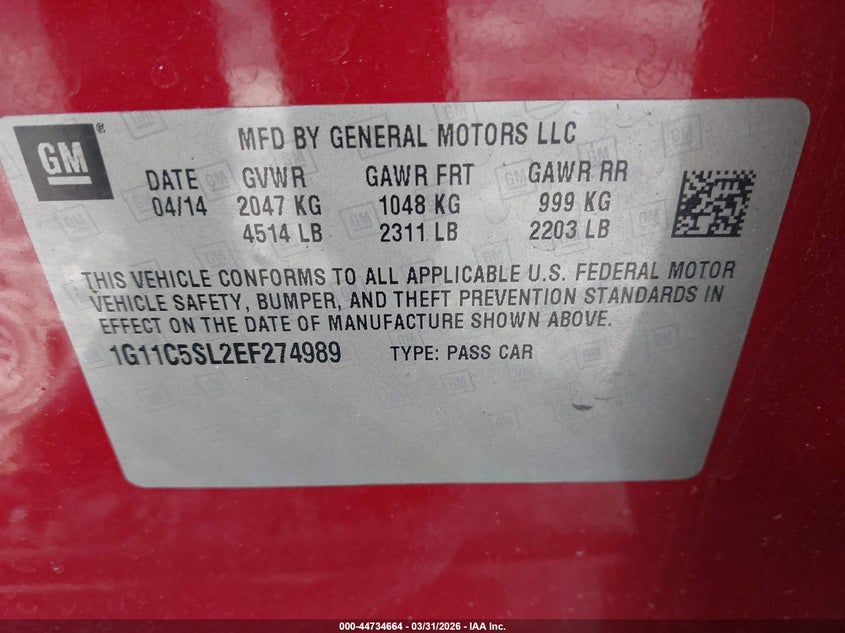 GM
MFD BY GENERAL MOTORS LLC
DATE GVWR GAWR FRT GAWR RR
04/14 2047 KG 1048 KG 999 KG
4514 LB 2311 LB 2203 LB
THIS VEHICLE CONFORMS TO ALL APPLICABLE U.S. FEDERAL MOTOR
VEHICLE SAFETY, BUMPER, AND THEFT PREVENTION STANDARDS IN
EFFECT ON THE DATE OF MANUFACTURE SHOWN ABOVE.
1G11C5SL2EF274989 TYPE: PASS CAR
000-44734664 / 03/31/2026 - IAA Inc.